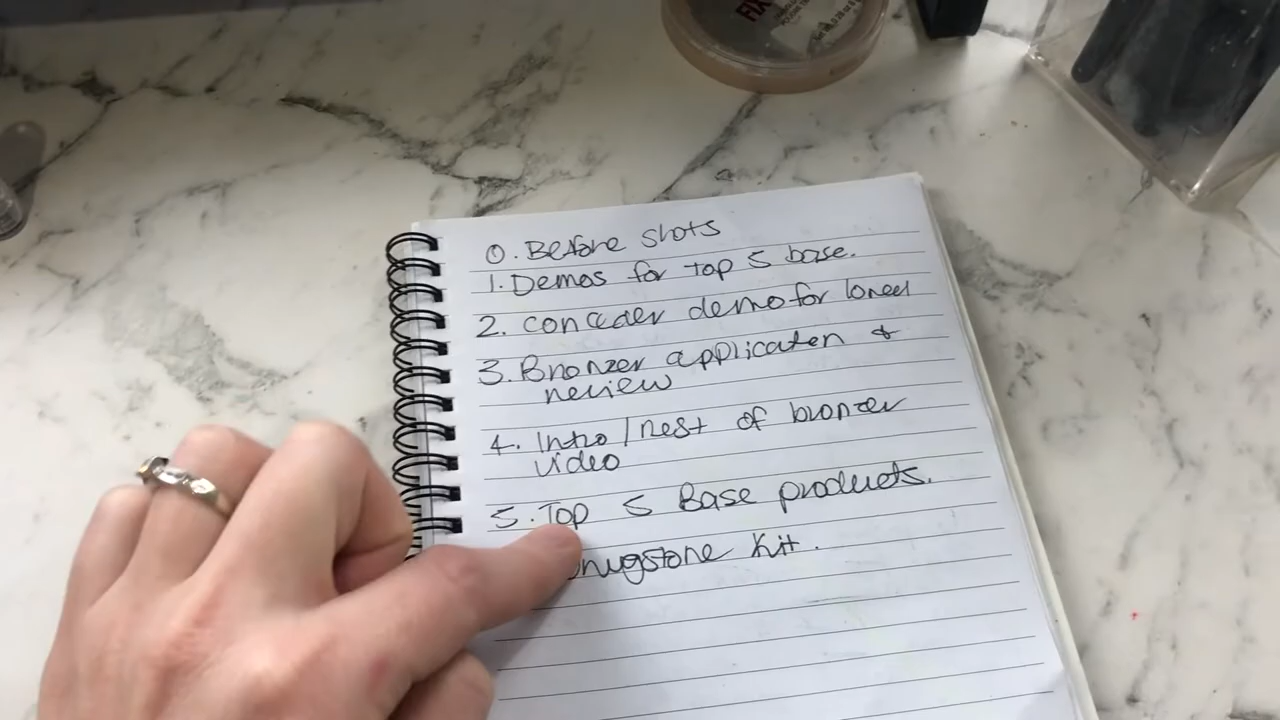 FIX
0. Before shots
1. Demos for top 5 base.
2. concealer demo for loreal
3. Bronzer application &
review
4. Intro / rest of bronzer
video
5. Top 5 Base products.
kit.